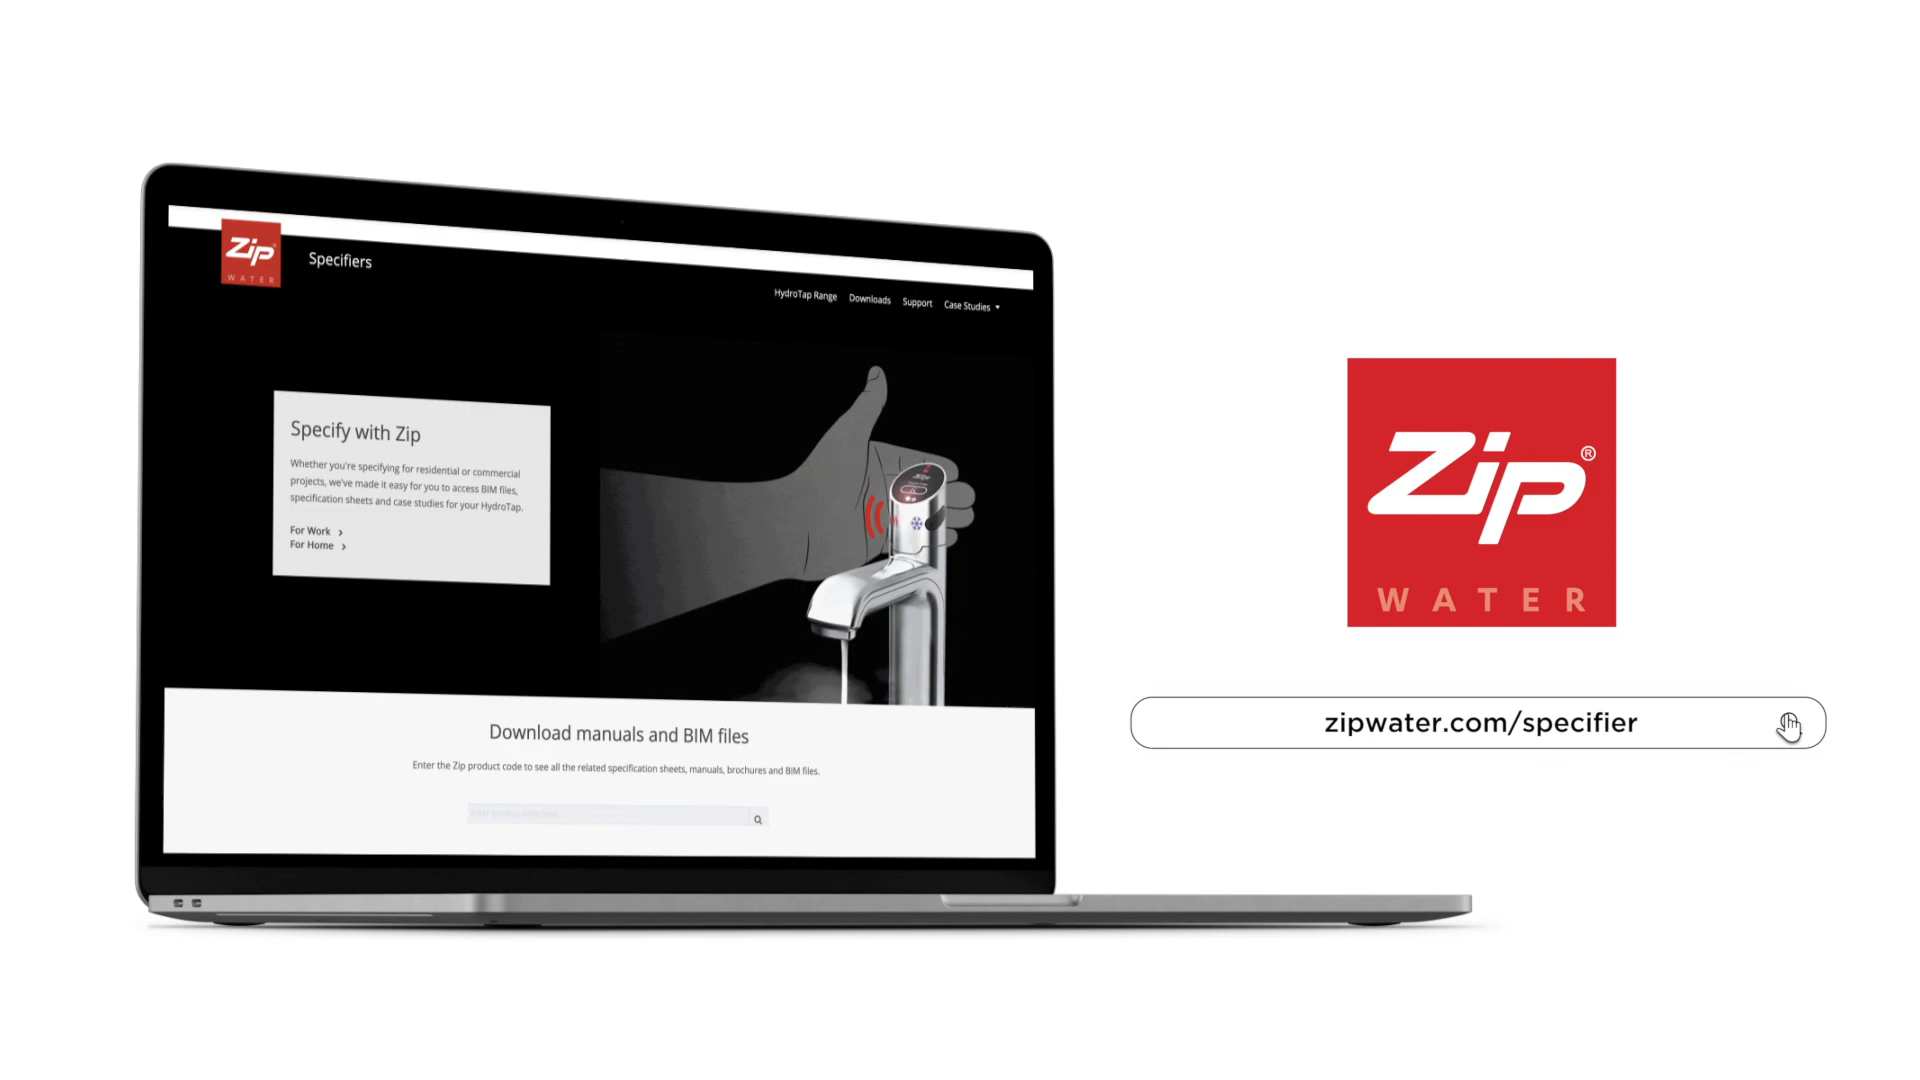 Zip
WATER
Specifiers
HydroTap Range Downloads Support Case Studies
Specify with Zip
Whether you're specifying for residential or commercial
projects, we've made it easy for you to access BIM files,
specification sheets and case studies for your HydroTap.
For Work
For Home
Download manuals and BIM files
Enter the Zip product code to see all the related specification sheets, manuals, brochures and BIM files.
Zip®
WATER
zipwater.com/specifier